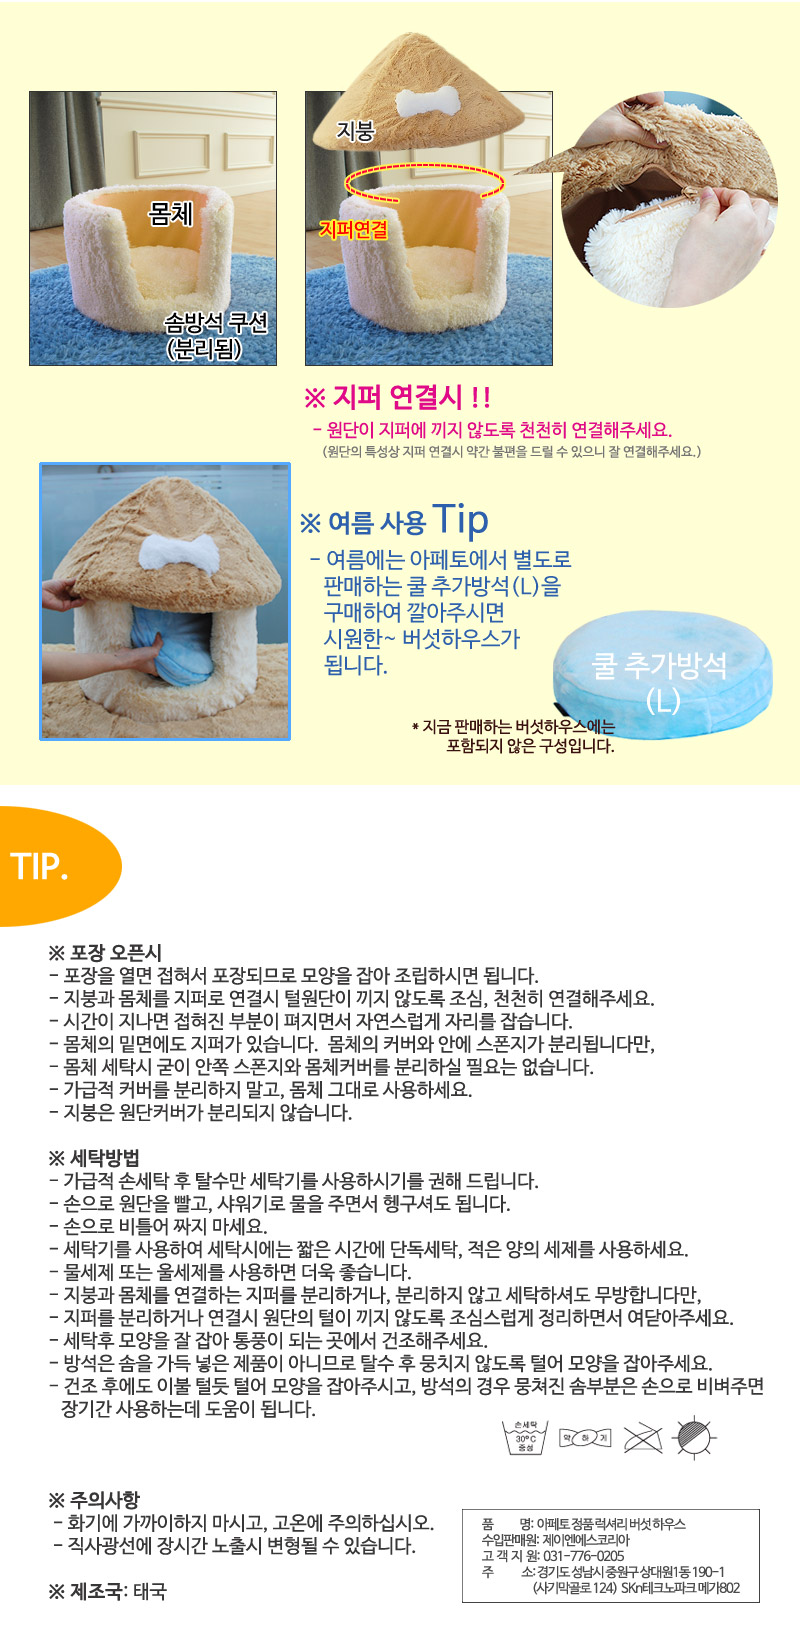 지붕
몸체
지퍼연결
솜방석 쿠션
(분리됨)
※ 지퍼 연결시 !!
- 원단이 지퍼에 끼지 않도록 천천히 연결해주세요.
(원단의 특성상 지퍼 연결시 약간 불편을 드릴 수 있으니 잘 연결해주세요.)
※ 여름 사용 Tip
- 여름에는 아페토에서 별도로
판매하는 쿨 추가방석(L)을
구매하여 깔아주시면
시원한~ 버섯하우스가
됩니다.
쿨 추가방석
(L)
* 지금 판매하는 버섯하우스에는
포함되지 않은 구성입니다.
TIP.
※ 포장 오픈시
- 포장을 열면 접혀서 포장되므로 모양을 잡아 조립하시면 됩니다.
- 지붕과 몸체를 지퍼로 연결시 털원단이 끼지 않도록 조심, 천천히 연결해주세요.
- 시간이 지나면 접혀진 부분이 펴지면서 자연스럽게 자리를 잡습니다.
- 몸체의 밑면에도 지퍼가 있습니다. 몸체의 커버와 안에 스폰지가 분리됩니다만,
- 몸체 세탁시 굳이 안쪽 스폰지와 몸체커버를 분리하실 필요는 없습니다.
- 가급적 커버를 분리하지 말고, 몸체 그대로 사용하세요.
- 지붕은 원단커버가 분리되지 않습니다.
※ 세탁방법
- 가급적 손세탁 후 탈수만 세탁기를 사용하시기를 권해 드립니다.
- 손으로 원단을 빨고, 샤워기로 물을 주면서 헹구셔도 됩니다.
- 손으로 비틀어 짜지 마세요.
- 세탁기를 사용하여 세탁시에는 짧은 시간에 단독세탁, 적은 양의 세제를 사용하세요.
- 물세제 또는 울세제를 사용하면 더욱 좋습니다.
- 지붕과 몸체를 연결하는 지퍼를 분리하거나, 분리하지 않고 세탁하셔도 무방합니다만,
- 지퍼를 분리하거나 연결시 원단의 털이 끼지 않도록 조심스럽게 정리하면서 여닫아주세요.
- 세탁후 모양을 잘 잡아 통풍이 되는 곳에서 건조해주세요.
- 방석은 솜을 가득 넣은 제품이 아니므로 탈수 후 뭉치지 않도록 털어 모양을 잡아주세요.
- 건조 후에도 이불 털듯 털어 모양을 잡아주시고, 방석의 경우 뭉쳐진 솜부분은 손으로 비벼주면
장기간 사용하는데 도움이 됩니다.
손세탁
30°C
중성
약 하 게
※ 주의사항
- 화기에 가까이하지 마시고, 고온에 주의하십시오.
- 직사광선에 장시간 노출시 변형될 수 있습니다.
※ 제조국: 태국
품 명: 아페토 정품 럭셔리 버섯 하우스
수입판매원: 제이엔에스코리아
고 객 지 원: 031-776-0205
주 소: 경기도 성남시 중원구 상대원1동 190-1
(사기막골로 124) SKn테크노파크 메가802